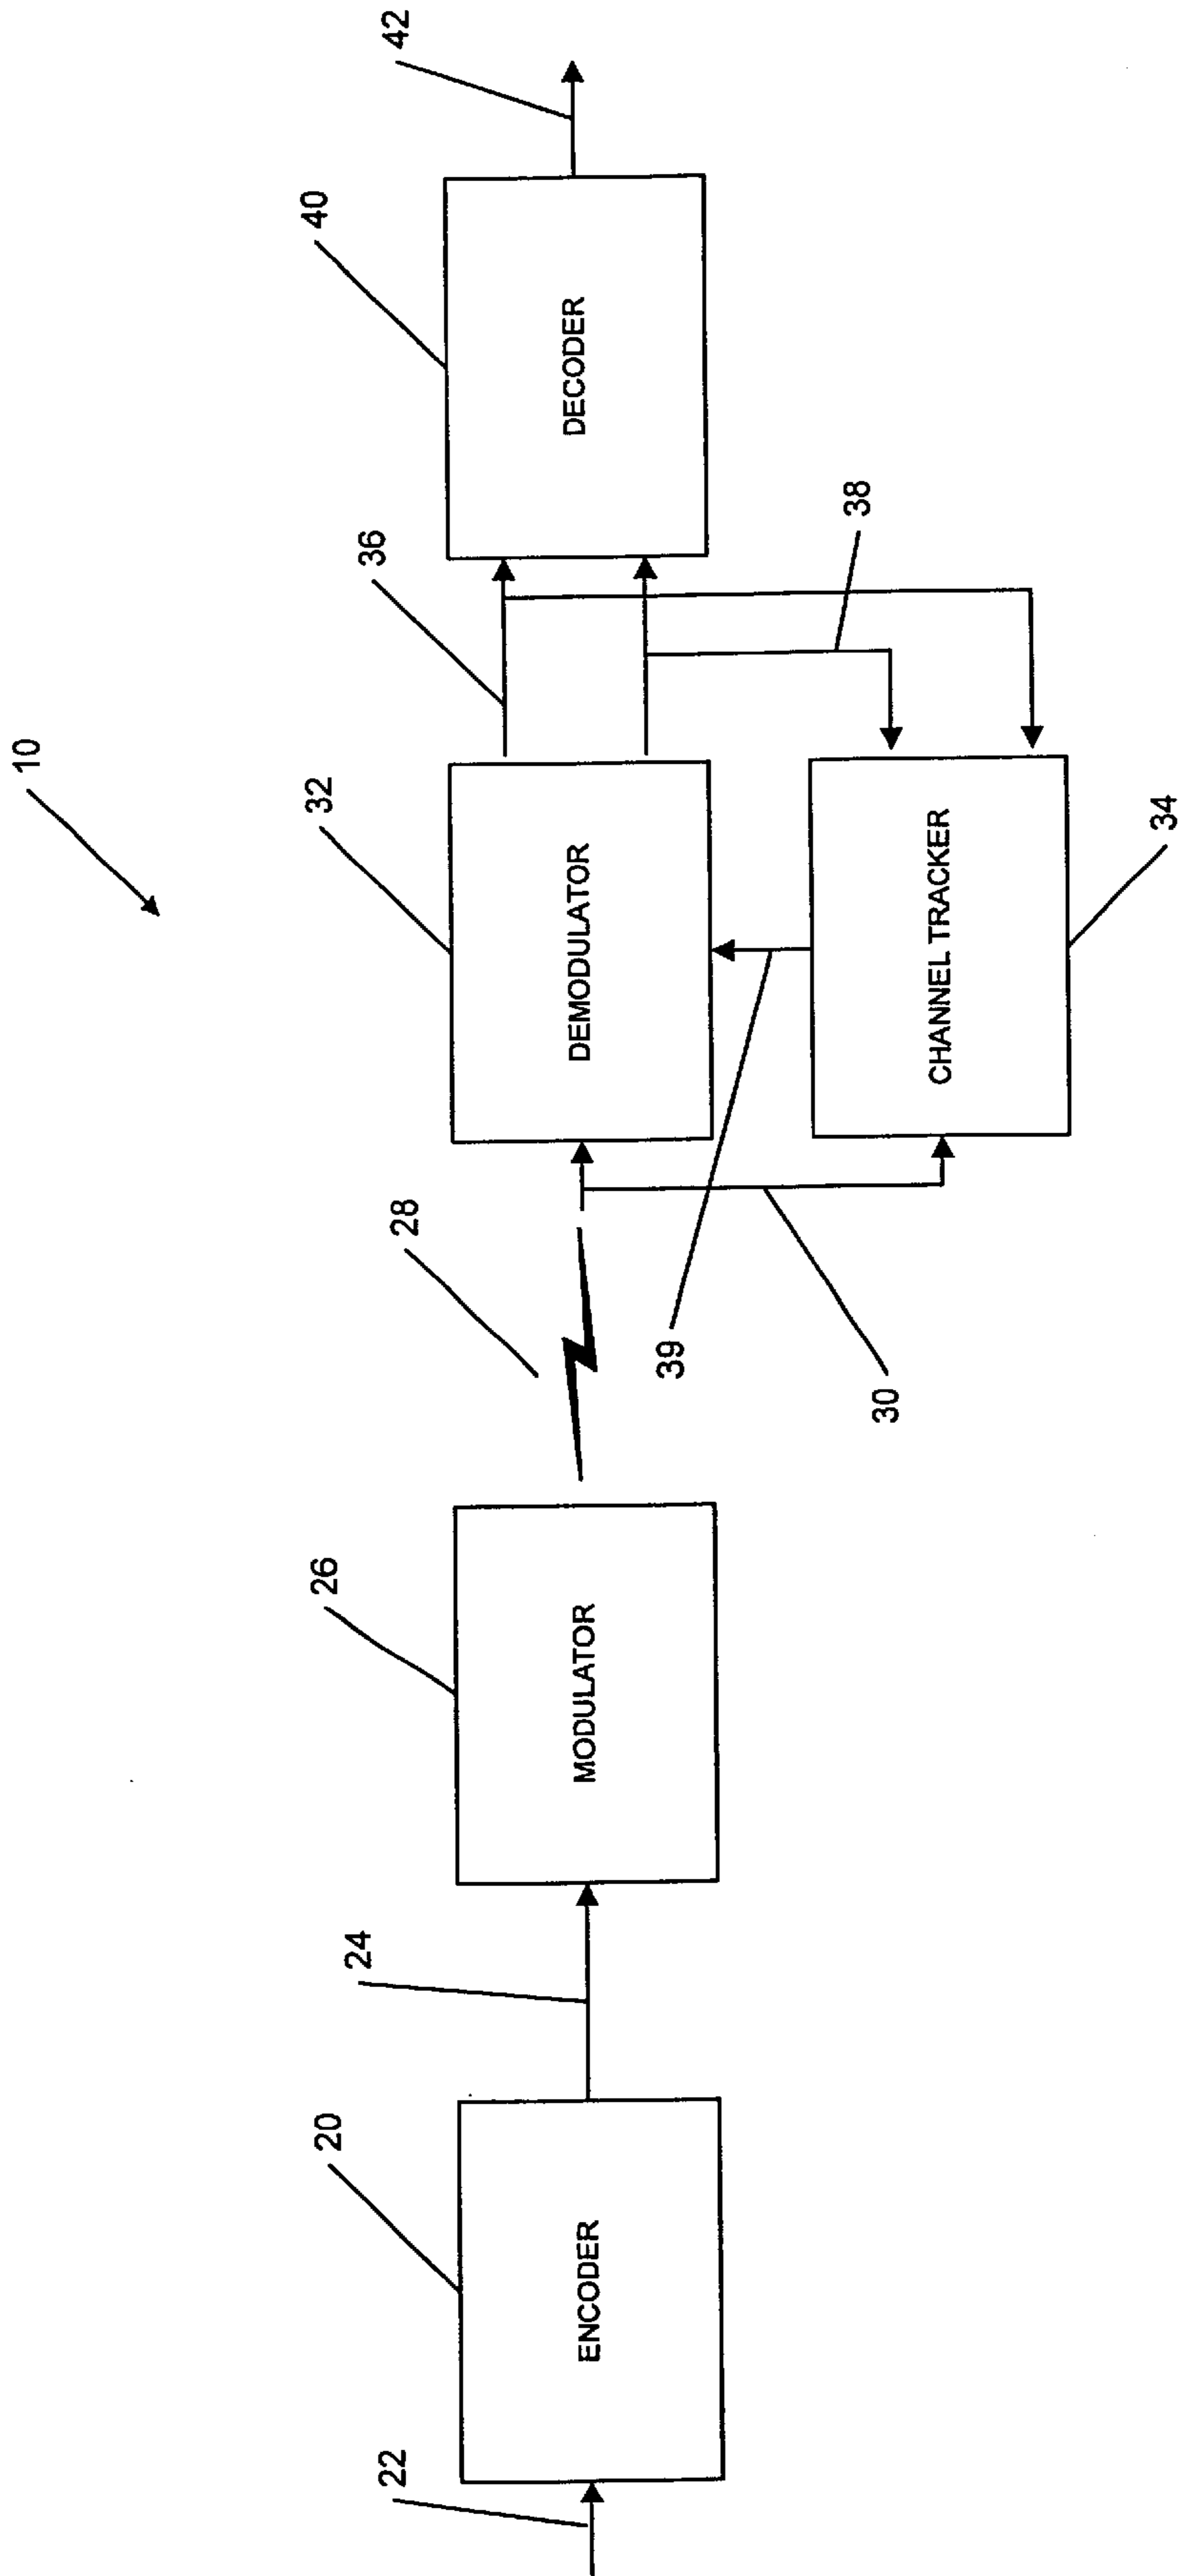 10
22
20
ENCODER
24
26
MODULATOR
28
30
39
32
DEMODULATOR
34
CHANNEL TRACKER
36
38
40
DECODER
42